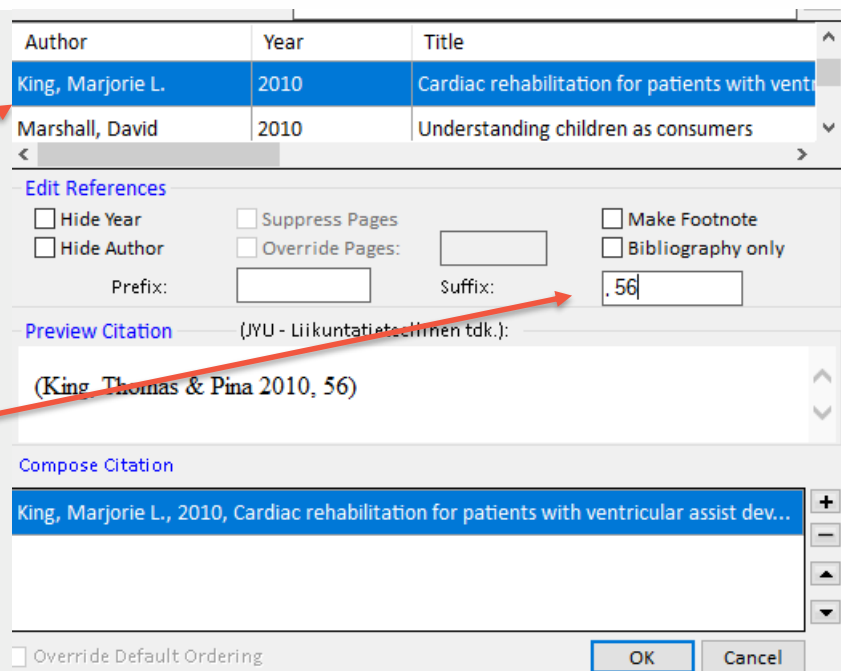 Author Year Title
King, Marjorie L. 2010 Cardiac rehabilitation for patients with ventr
Marshall, David 2010 Understanding children as consumers
Edit References
Hide Year Suppress Pages Make Footnote
Hide Author Override Pages: Bibliography only
Prefix: Suffix: , 56
Preview Citation (JYU - Liikuntatieteellinen tdk.):
(King, Thomas & Pina 2010, 56)
Compose Citation
King, Marjorie L., 2010, Cardiac rehabilitation for patients with ventricular assist dev...
Override Default Ordering OK Cancel